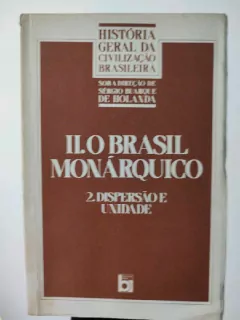 HISTÓRIA
GERAL DA
CIVILIZAÇÃO
BRASILEIRA
SOB A DIREÇÃO DE
SÉRGIO BUARQUE
DE HOLANDA
II. O BRASIL
MONÁRQUICO
2. DISPERSÃO E
UNIDADE